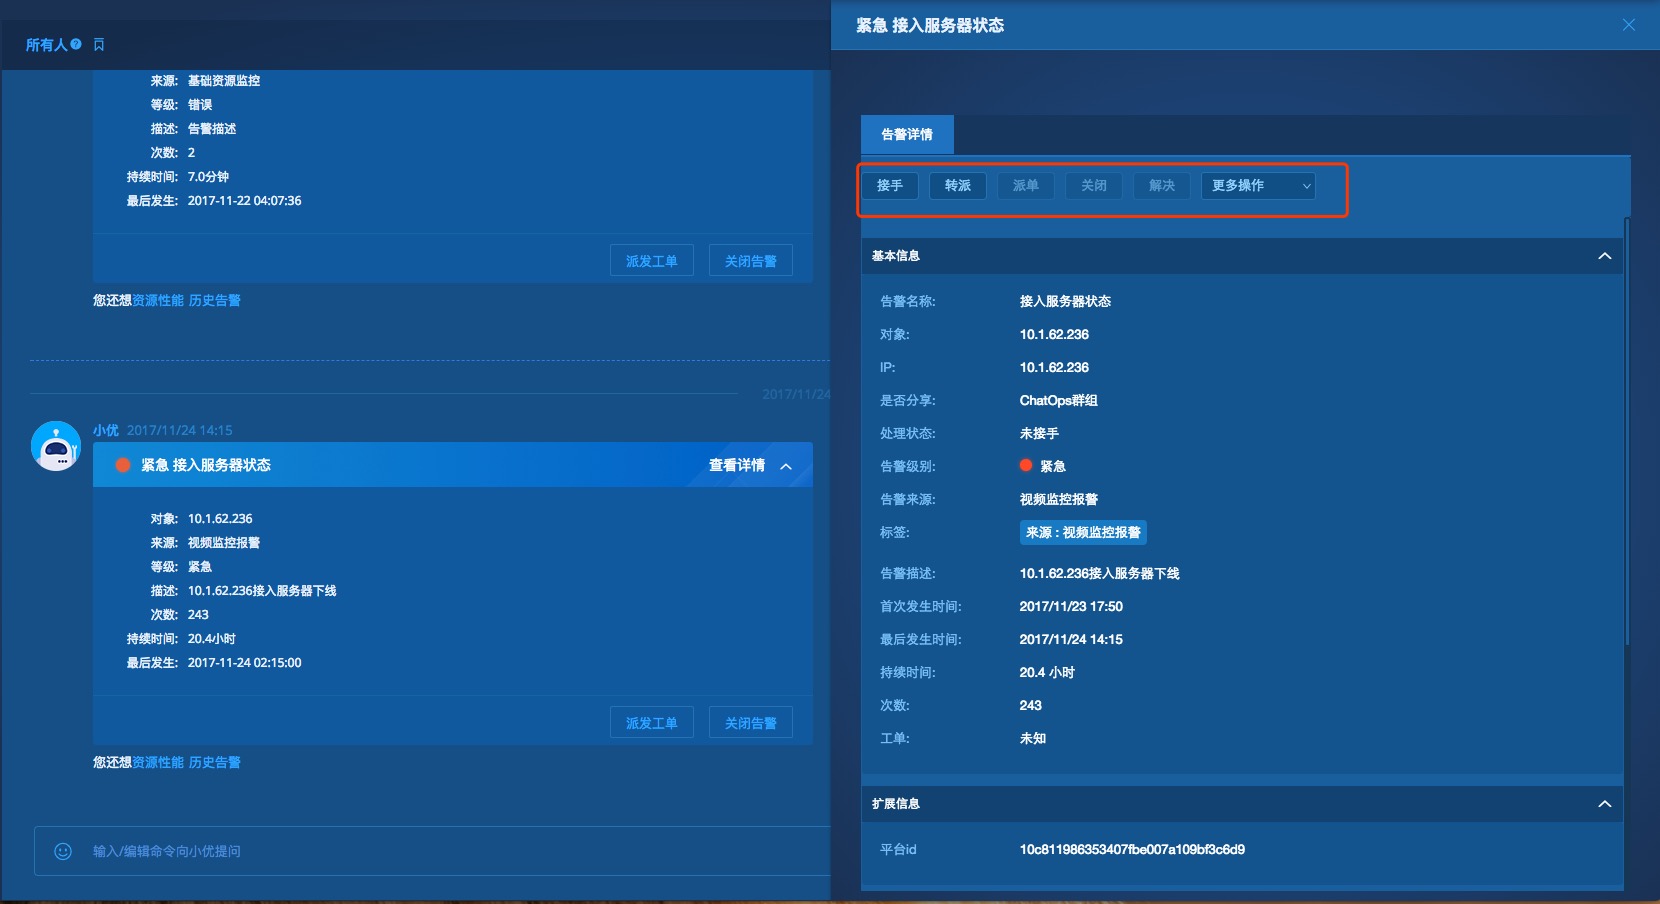 所有人
来源: 基础资源监控
等级: 错误
描述: 告警描述
次数: 2
持续时间: 7.0分钟
最后发生: 2017-11-22 04:07:36
派发工单 关闭告警
您还想资源性能 历史告警
2017/11/24
小优 2017/11/24 14:15
紧急 接入服务器状态 查看详情
对象: 10.1.62.236
来源: 视频监控报警
等级: 紧急
描述: 10.1.62.236接入服务器下线
次数: 243
持续时间: 20.4小时
最后发生: 2017-11-24 02:15:00
派发工单 关闭告警
您还想资源性能 历史告警
输入/编辑命令向小优提问
紧急 接入服务器状态
告警详情
接手 转派 派单 关闭 解决 更多操作
基本信息
告警名称: 接入服务器状态
对象: 10.1.62.236
IP: 10.1.62.236
是否分享: ChatOps群组
处理状态: 未接手
告警级别: 紧急
告警来源: 视频监控报警
标签: 来源 : 视频监控报警
告警描述: 10.1.62.236接入服务器下线
首次发生时间: 2017/11/23 17:50
最后发生时间: 2017/11/24 14:15
持续时间: 20.4 小时
次数: 243
工单: 未知
扩展信息
平台id 10c811986353407fbe007a109bf3c6d9